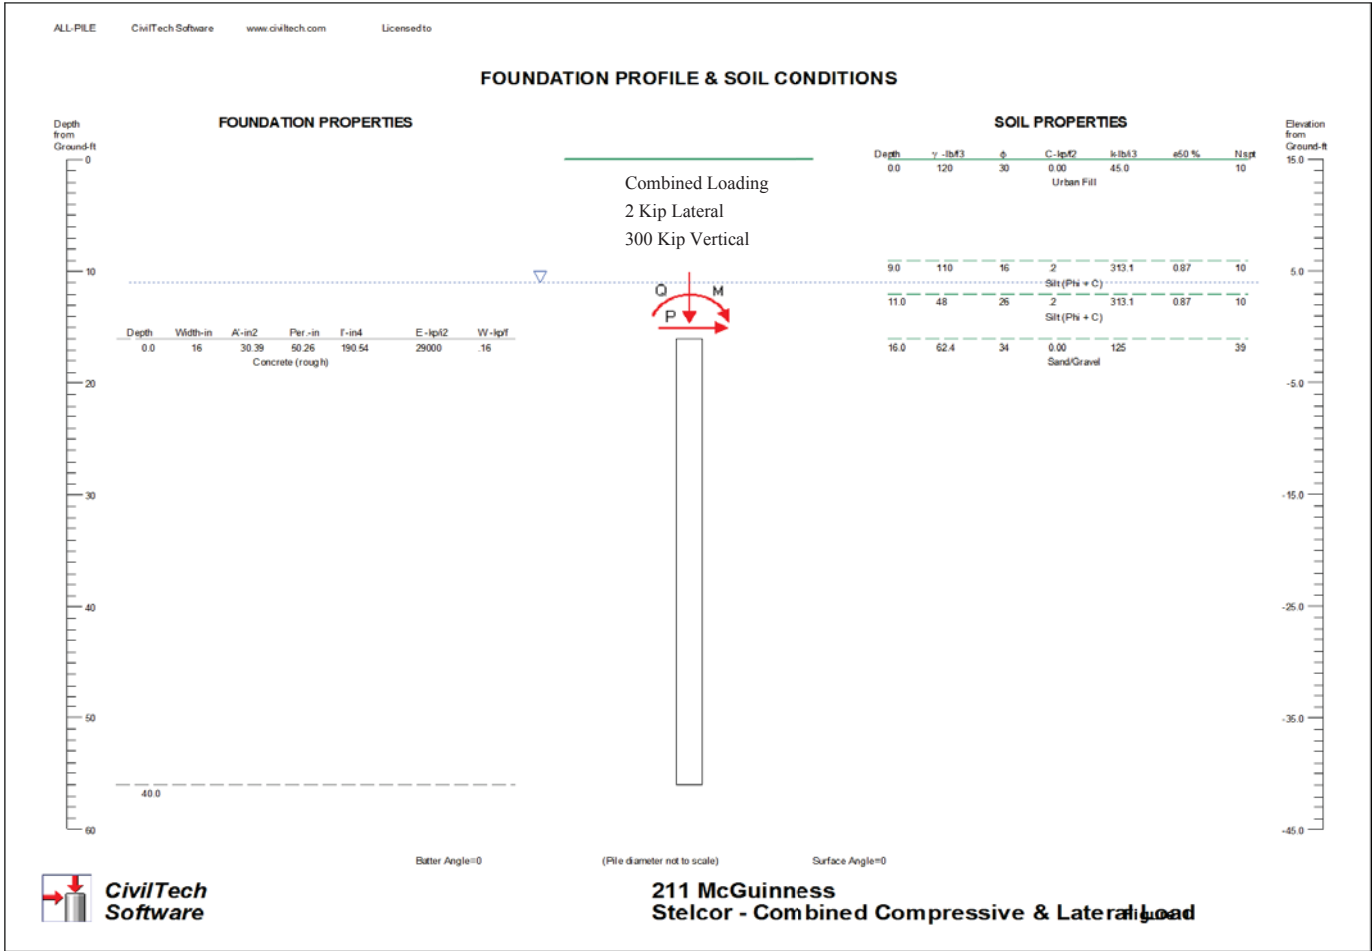 ALL-PILE CivilTech Software www.civiltech.com Licensed to
FOUNDATION PROFILE & SOIL CONDITIONS
Depth from Ground-ft
FOUNDATION PROPERTIES
SOIL PROPERTIES
Elevation from Ground-ft
Depth γ -lb/f3 ϕ C-kp/f2 k-lb/i3 e50 % Nspt
0
15.0
0.0 120 30 0.00 45.0 10
Urban Fill
Combined Loading
2 Kip Lateral
300 Kip Vertical
9.0 110 16 .2 313.1 0.87 10
10
5.0
Silt (Phi + C)
Q M
11.0 48 26 .2 313.1 0.87 10
P
Silt (Phi + C)
Depth Width-in A'-in2 Per.-in I'-in4 E-kp/i2 W-kp/f
0.0 16 30.39 50.26 190.54 29000 .16
16.0 62.4 34 0.00 125 39
Concrete (rough)
Sand/Gravel
20
-5.0
30
-15.0
40
-25.0
50
-35.0
40.0
60
-45.0
Batter Angle=0 (Pile diameter not to scale) Surface Angle=0
CivilTech
Software
211 McGuinness
Stelcor - Combined Compressive & Lateral Load